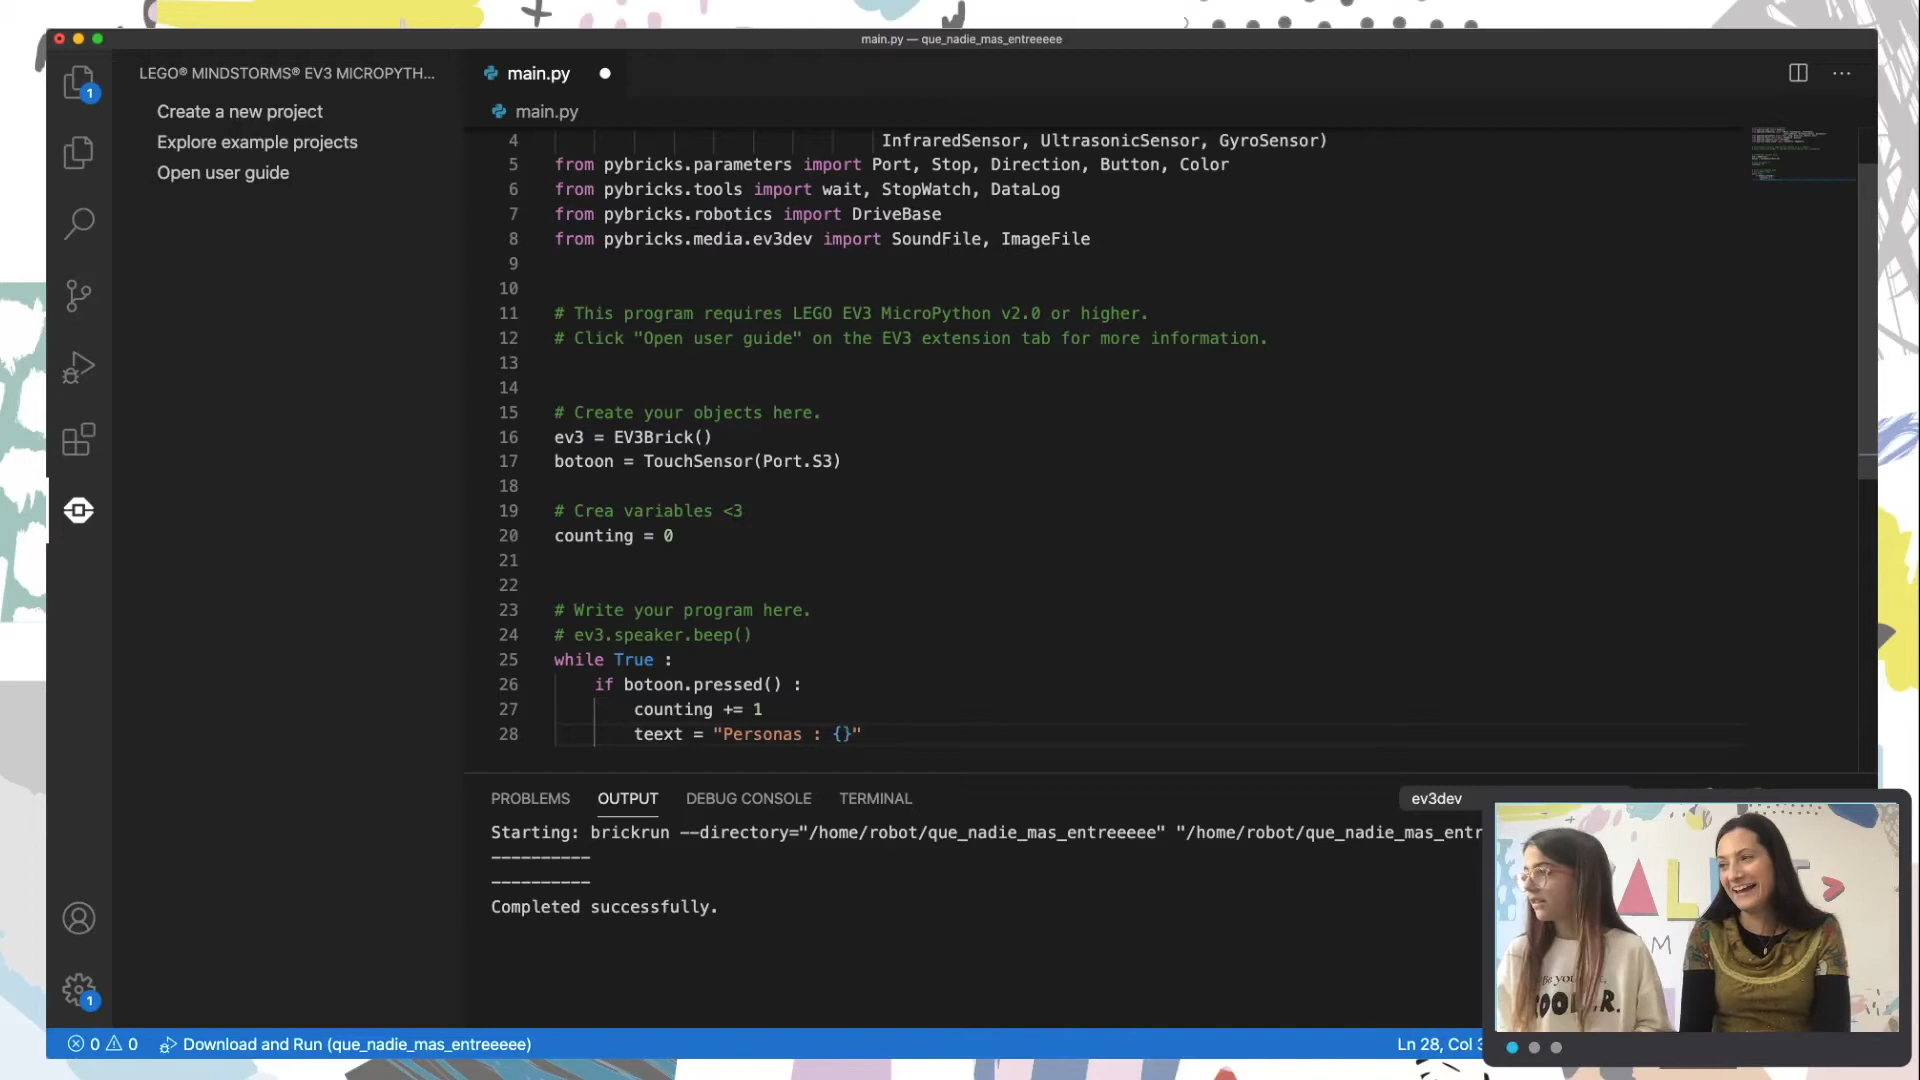 main.py — que_nadie_mas_entreeeee
LEGO® MINDSTORMS® EV3 MICROPYTH...
Create a new project
Explore example projects
Open user guide
1
main.py
main.py
4 InfraredSensor, UltrasonicSensor, GyroSensor)
5 from pybricks.parameters import Port, Stop, Direction, Button, Color
6 from pybricks.tools import wait, StopWatch, DataLog
7 from pybricks.robotics import DriveBase
8 from pybricks.media.ev3dev import SoundFile, ImageFile
9
10
11 # This program requires LEGO EV3 MicroPython v2.0 or higher.
12 # Click "Open user guide" on the EV3 extension tab for more information.
13
14
15 # Create your objects here.
16 ev3 = EV3Brick()
17 botoon = TouchSensor(Port.S3)
18
19 # Crea variables <3
20 counting = 0
21
22
23 # Write your program here.
24 # ev3.speaker.beep()
25 while True :
26 if botoon.pressed() :
27 counting += 1
28 teext = "Personas : {}"
PROBLEMS OUTPUT DEBUG CONSOLE TERMINAL ev3dev
Starting: brickrun --directory="/home/robot/que_nadie_mas_entreeeee" "/home/robot/que_nadie_mas_entr
----------
----------
Completed successfully.
1
0 0 Download and Run (que_nadie_mas_entreeeee) Ln 28, Col